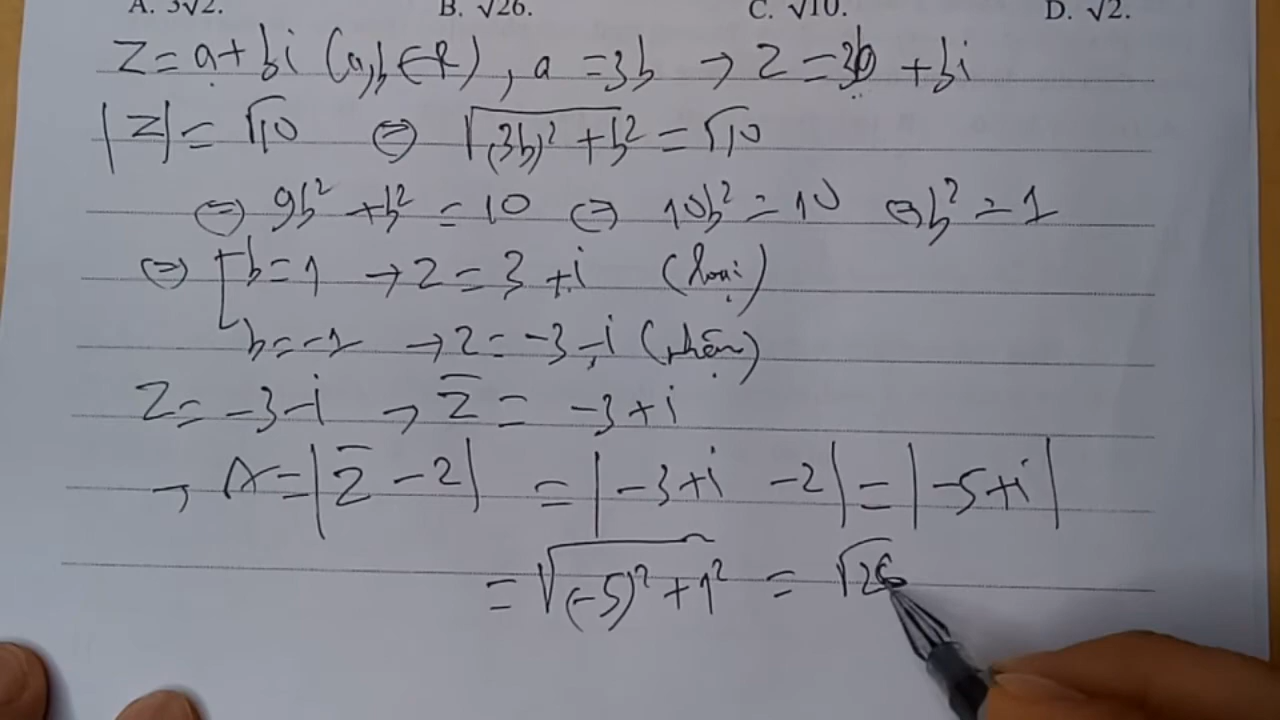 A. 3√2. B. √26. C. √10. D. √2.
z = a + bi (a,b ∈ R), a = 3b → z = 3b + bi
|z| = √10 ⇔ √((3b)² + b²) = √10
⇔ 9b² + b² = 10 ⇔ 10b² = 10 ⇔ b² = 1
⇔ [ b = 1 → z = 3 + i (loại)
b = -1 → z = -3 - i (nhận)
z = -3 - i → z̅ = -3 + i
→ A = |z̅ - 2| = |-3 + i - 2| = |-5 + i|
= √((-5)² + 1²) = √26